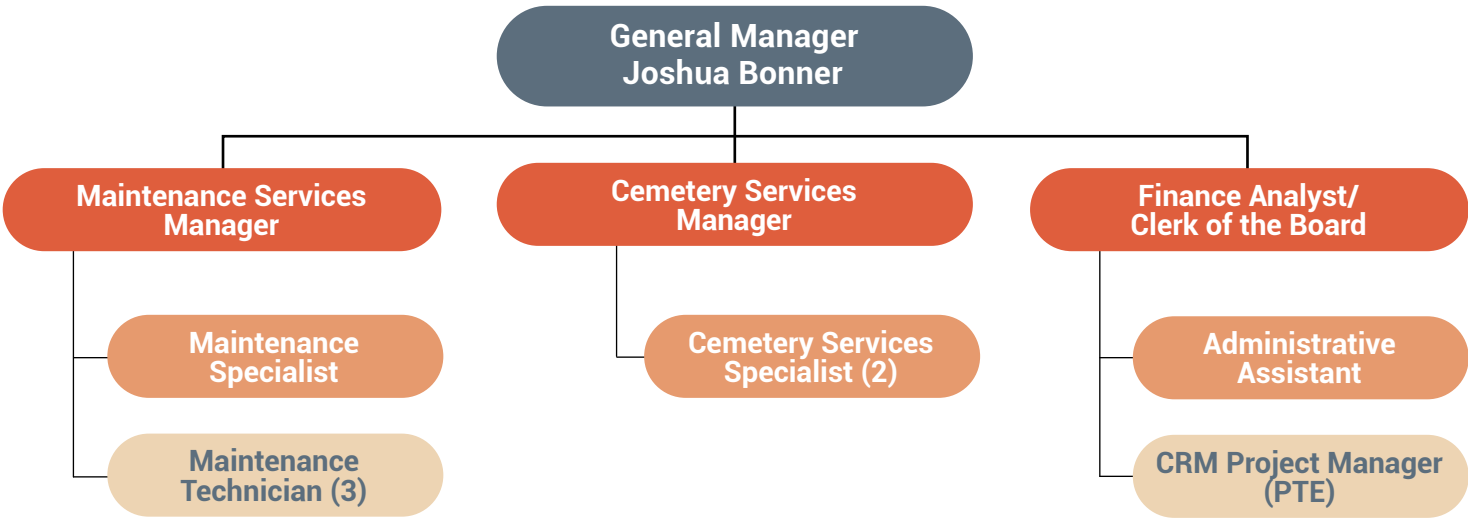 General Manager
Joshua Bonner
Maintenance Services
Manager
Cemetery Services
Manager
Finance Analyst/
Clerk of the Board
Maintenance
Specialist
Cemetery Services
Specialist (2)
Administrative
Assistant
Maintenance
Technician (3)
CRM Project Manager
(PTE)